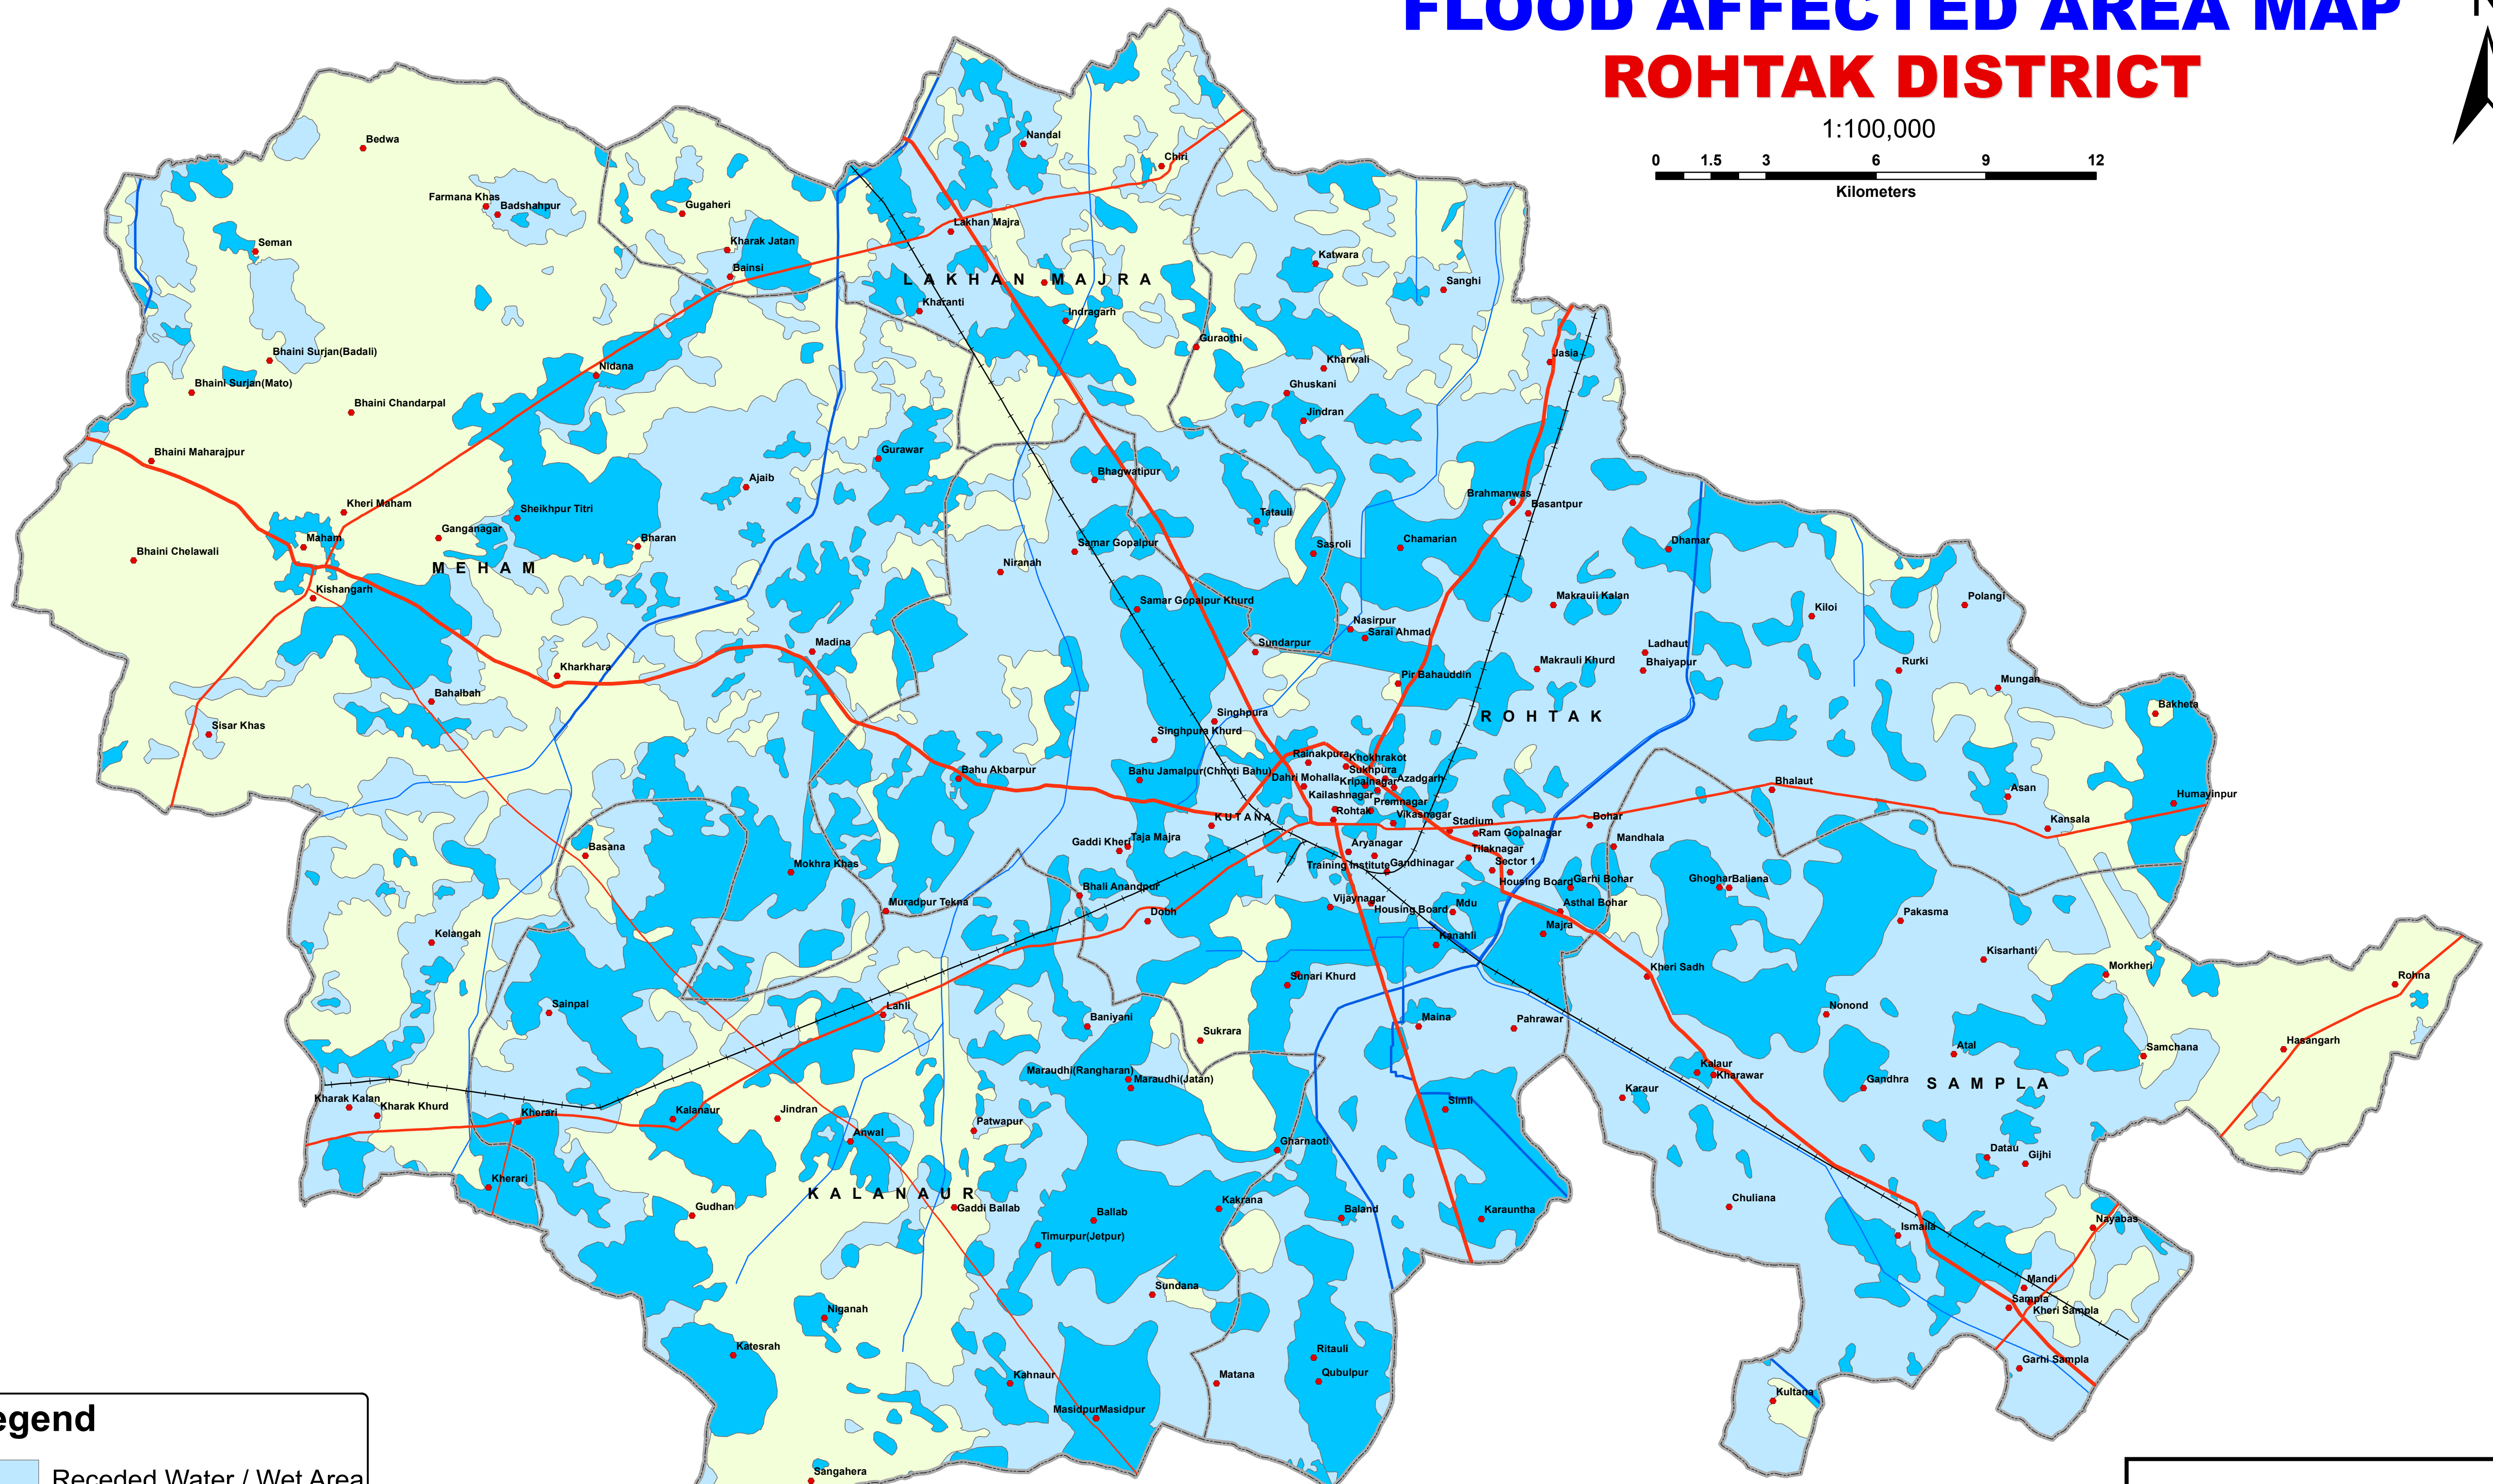 FLOOD AFFECTED AREA MAP
N
ROHTAK DISTRICT
1:100,000
0 1.5 3 6 9 12
Kilometers
Bedwa
Nandal
Chiri
Farmana Khas
Badshahpur
Gugaheri
Lakhan Majra
Seman
Kharak Jatan
Katwara
Bainsi
LAKHAN MAJRA
Sanghi
Kharanti
Indragarh
Guraothi
Bhaini Surjan(Badali)
Nidana
Kharwali
Jasia
Bhaini Surjan(Mato)
Ghuskani
Bhaini Chandarpal
Jindran
Bhaini Maharajpur
Gurawar
Bhagwatipur
Ajaib
Kheri Maham
Sheikhpur Titri
Brahmanwas
Basantpur
Tatauli
Ganganagar
Maham
Bharan
Chamarian
Dhamar
Samar Gopalpur
Sasroli
Bhaini Chelawali
MEHAM
Niranah
Kishangarh
Samar Gopalpur Khurd
Makrauii Kalan
Kiloi
Polangi
Nasirpur
Sarai Ahmad
Madina
Sundarpur
Ladhaut
Kharkhara
Makrauli Khurd
Bhaiyapur
Rurki
Pir Bahauddin
Mungan
Bahalbah
Bakheta
Sisar Khas
Singhpura
ROHTAK
Singhpura Khurd
Rainakpura
Khokhrakot
Bahu Akbarpur
Bahu Jamalpur(Chhoti Bahu)
Sukhpura
Dahri Mohalla
Kripalnagar
Azadgarh
Bhalaut
Asan
Kailashnagar
Premnagar
Humayinpur
KUTANA
Rohtak
Vikasnagar
Stadium
Bohar
Kansala
Gaddi Kheri
Taja Majra
Ram Gopalnagar
Mandhala
Basana
Aryanagar
Tilaknagar
Mokhra Khas
Training Institute
Gandhinagar
Sector 1
Bhali Anandpur
Housing Board
Garhi Bohar
Ghoghar
Baliana
Muradpur Tekna
Vijaynagar
Housing Board
Mdu
Asthal Bohar
Dobh
Pakasma
Kelangah
Kanahli
Majra
Kisarhanti
Sunari Khurd
Kheri Sadh
Morkheri
Rohna
Sainpal
Lahli
Nonond
Baniyani
Sukrara
Maina
Pahrawar
Hasangarh
Atal
Samchana
Maraudhi(Rangharan)
Maraudhi(Jatan)
Kalaur
Kharawar
Gandhra
SAMPLA
Kharak Kalan
Kharak Khurd
Kherari
Kalanaur
Jindran
Karaur
Simli
Patwapur
Anwal
Gharnaoti
Datau
Gijhi
Kherari
KALANAUR
Gudhan
Gaddi Ballab
Kakrana
Chuliana
Ballab
Baland
Karauntha
Nayabas
Timurpur(Jetpur)
Ismaila
Sundana
Mandi
Sampla
Kheri Sampla
Niganah
Katesrah
Ritauli
Kahnaur
Matana
Qubulpur
Garhi Sampla
Kultana
Masidpur
Masidpur
Sangahera
egend
Receded Water / Wet Area